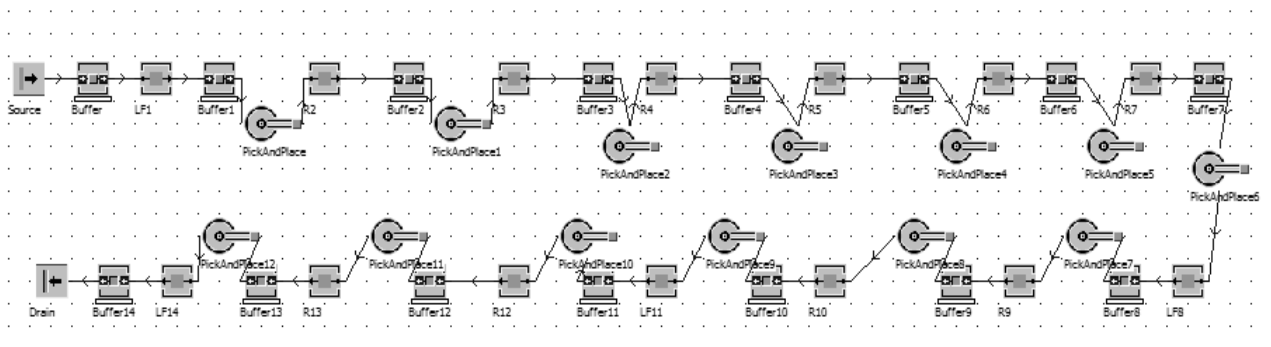 Source Buffer LF1 Buffer1 R2 Buffer2 R3 Buffer3 R4 Buffer4 R5 Buffer5 R6 Buffer6 R7 Buffer7
PickAndPlace PickAndPlace1
PickAndPlace2 PickAndPlace3 PickAndPlace4 PickAndPlace5
PickAndPlace6
PickAndPlace12 PickAndPlace11 PickAndPlace10 PickAndPlace9 PickAndPlace8 PickAndPlace7
Drain Buffer14 LF14 Buffer13 R13 Buffer12 R12 Buffer11 LF11 Buffer10 R10 Buffer9 R9 Buffer8 LF8